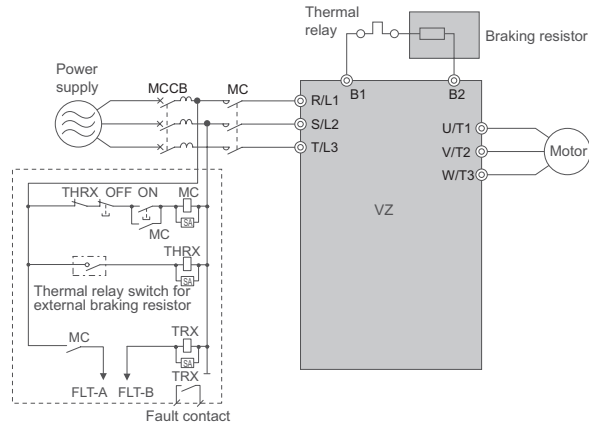 Thermal
relay
Braking resistor
Power
supply
MCCB
MC
B1
B2
R/L1
S/L2
T/L3
U/T1
V/T2
W/T3
Motor
VZ
THRX OFF ON MC
SA
MC
THRX
SA
Thermal relay switch for
external braking resistor
MC
TRX
SA
TRX
FLT-A FLT-B
Fault contact